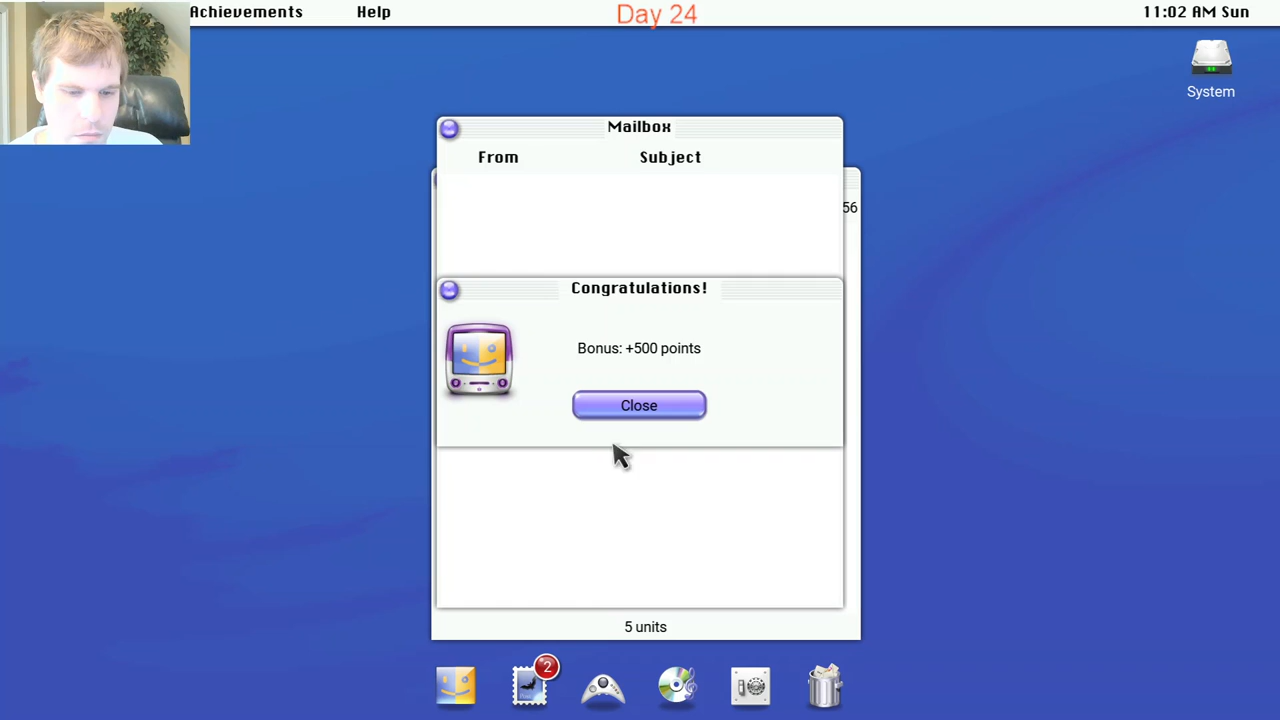 Achievements Help Day 24 11:02 AM Sun
System
Mailbox
From Subject
56
Congratulations!
Bonus: +500 points
Close
5 units
2